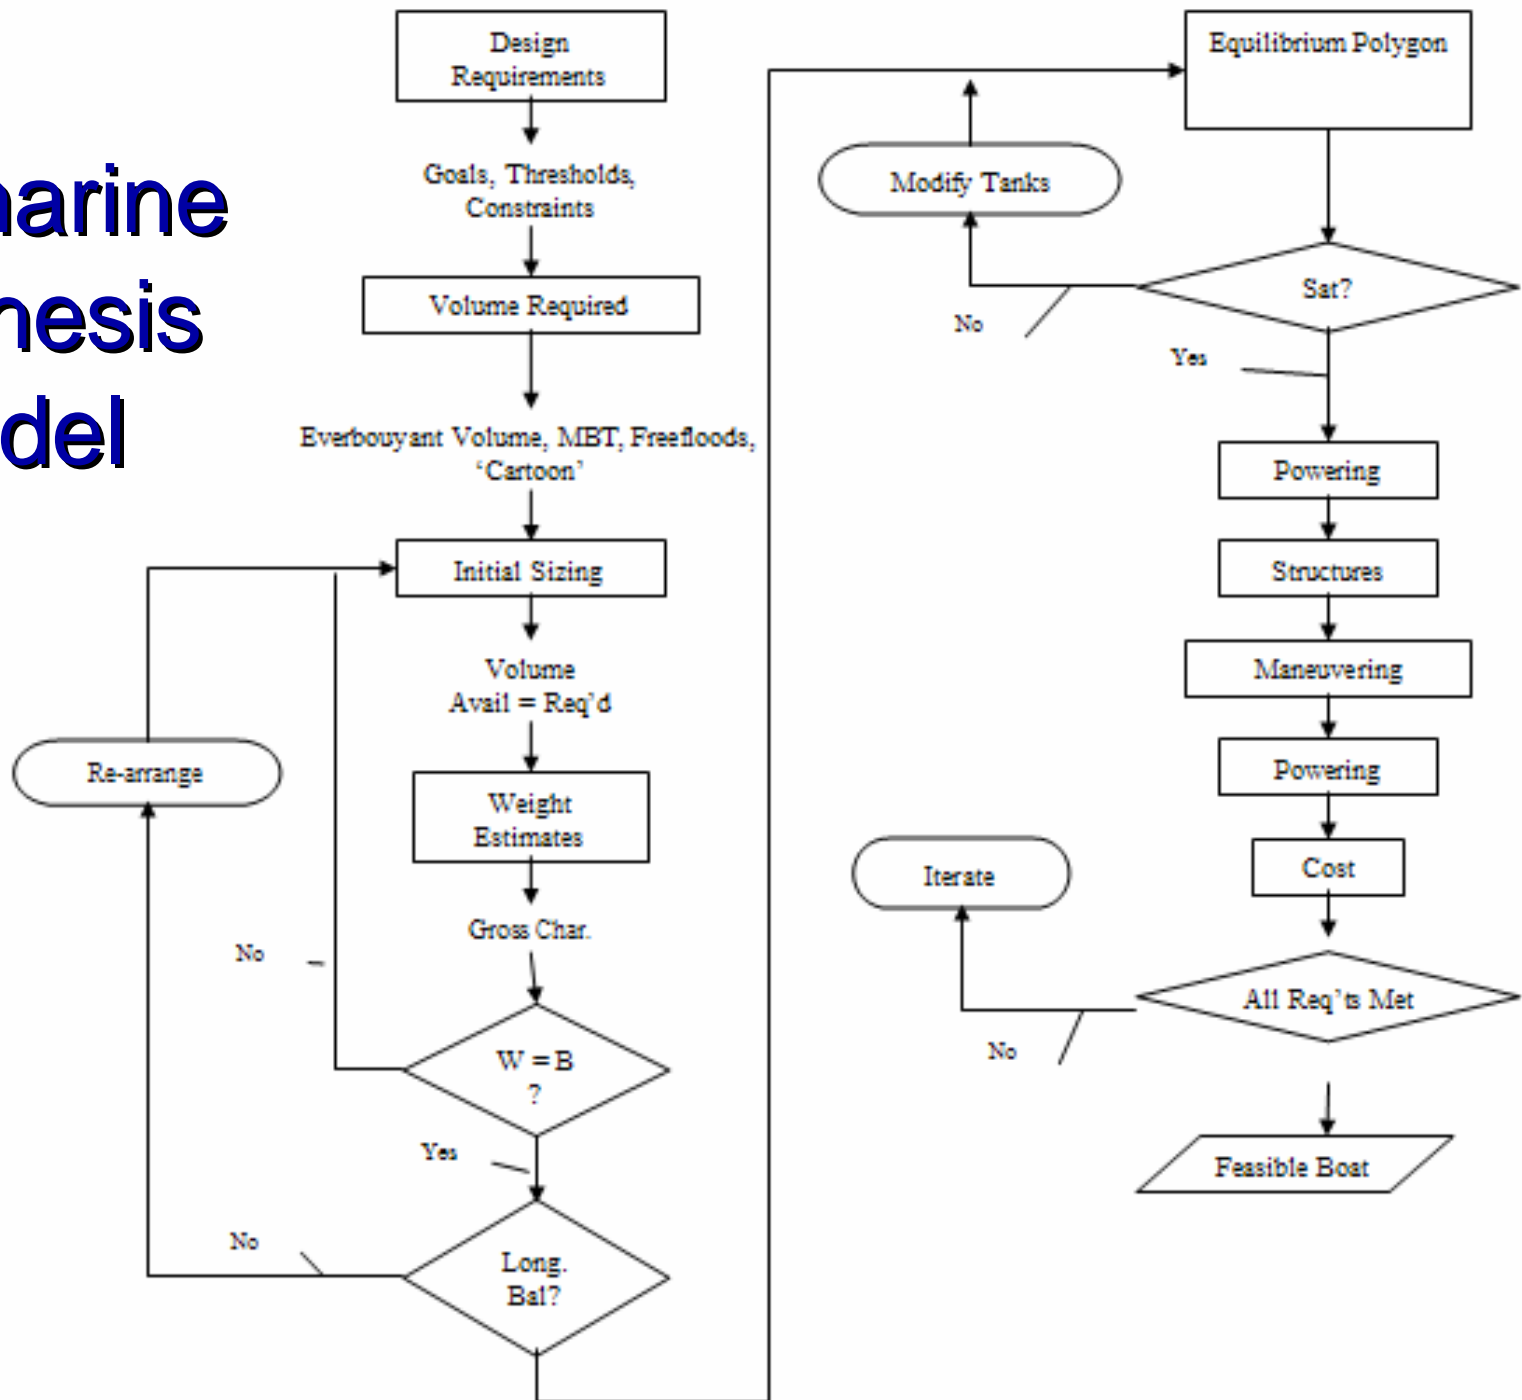 narine
nesis
del
Design
Requirements
Goals, Thresholds,
Constraints
Volume Required
Everbouyant Volume, MBT, Freefloods,
‘Cartoon’
Initial Sizing
Volume
Avail = Req’d
Re-arrange
Weight
Estimates
Gross Char.
No
W = B
?
Yes
No
Long.
Bal?
Equilibrium Polygon
Modify Tanks
Sat?
No
Yes
Powering
Structures
Maneuvering
Powering
Cost
Iterate
All Req’ts Met
No
Feasible Boat